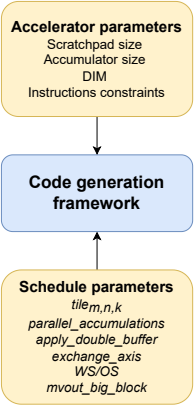 Accelerator parameters
Scratchpad size
Accumulator size
DIM
Instructions constraints
Code generation
framework
Schedule parameters
tile_{m,n,k}
parallel_accumulations
apply_double_buffer
exchange_axis
WS/OS
mvout_big_block